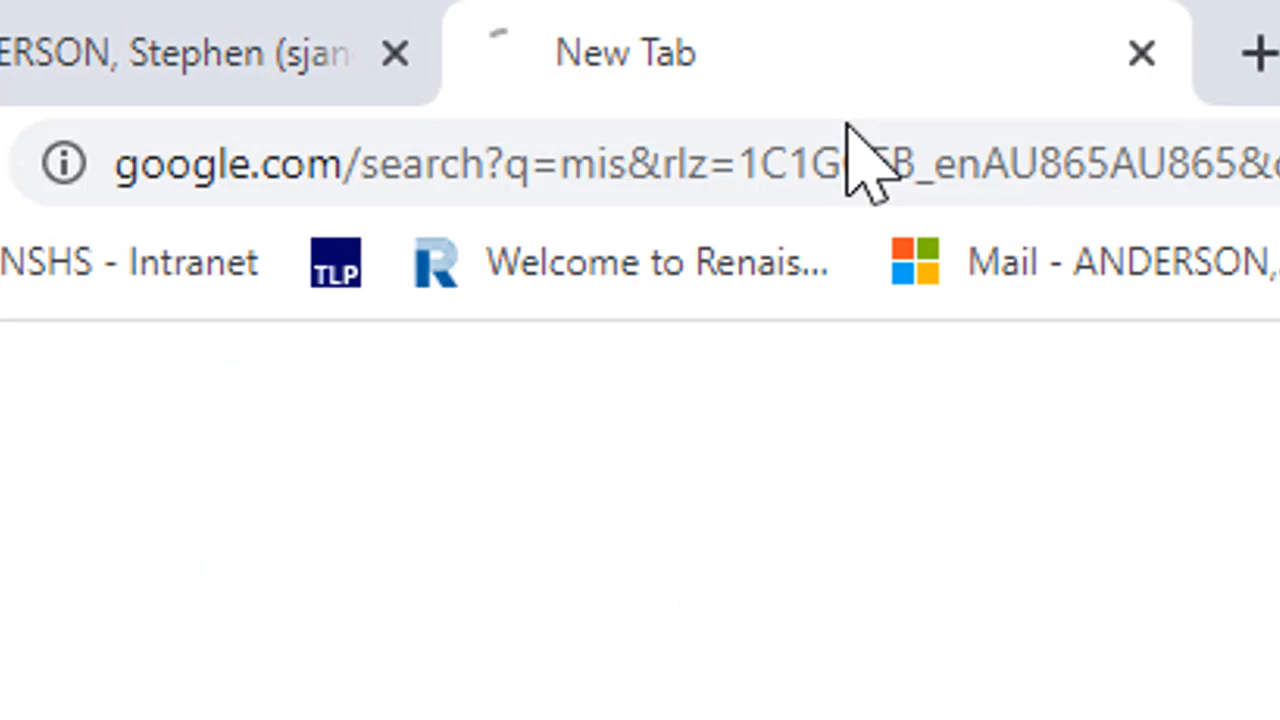 ERSON, Stephen (sjan New Tab
google.com/search?q=mis&rlz=1C1G B_enAU865AU865&
NSHS - Intranet TLP R Welcome to Renais... Mail - ANDERSON,